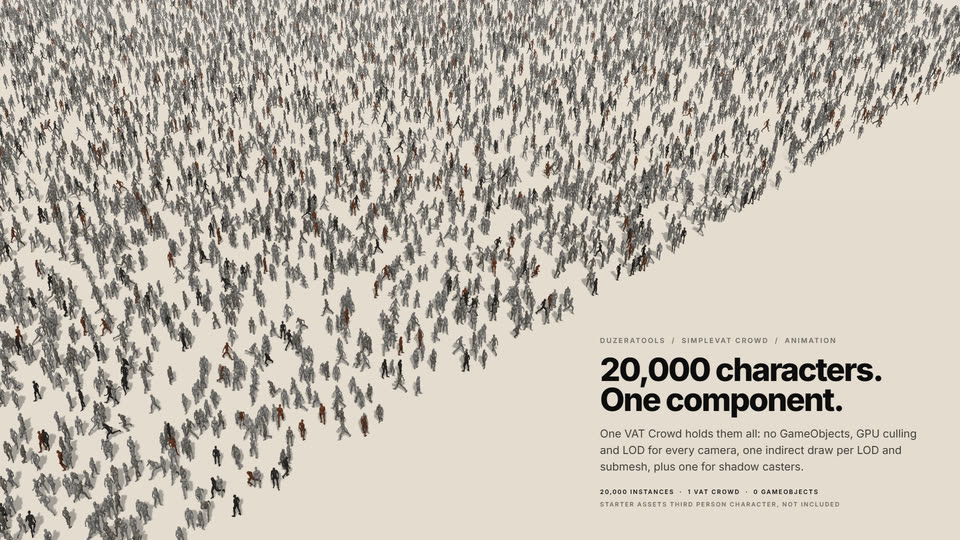 DUZERATOOLS / SIMPLEVAT CROWD / ANIMATION
20,000 characters.
One component.
One VAT Crowd holds them all: no GameObjects, GPU culling
and LOD for every camera, one indirect draw per LOD and
submesh, plus one for shadow casters.
20,000 INSTANCES · 1 VAT CROWD · 0 GAMEOBJECTS
STARTER ASSETS THIRD PERSON CHARACTER, NOT INCLUDED